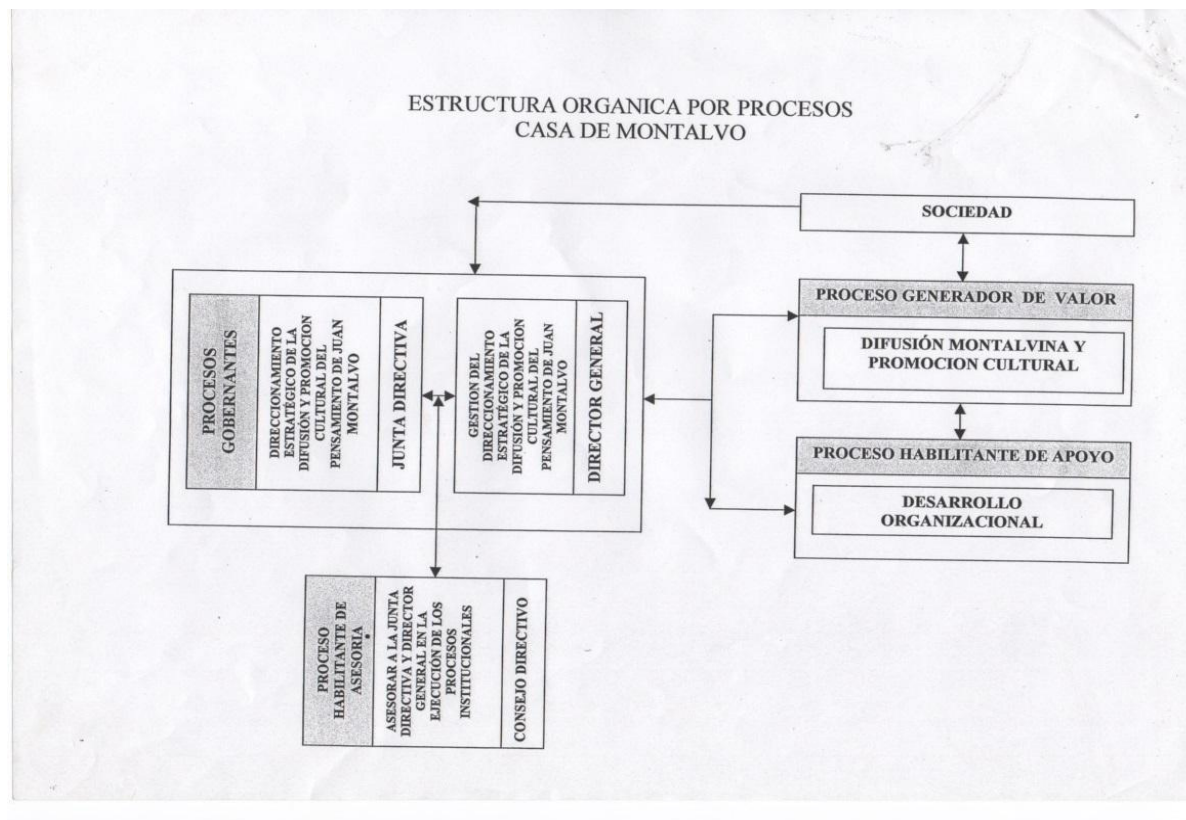 ESTRUCTURA ORGANICA POR PROCESOS
CASA DE MONTALVO
SOCIEDAD
PROCESO GENERADOR DE VALOR
DIFUSIÓN MONTALVINA Y
PROMOCION CULTURAL
PROCESO HABILITANTE DE APOYO
DESARROLLO
ORGANIZACIONAL
PROCESOS
GOBERNANTES
DIRECCIONAMIENTO
ESTRATÉGICO DE LA
DIFUSIÓN Y PROMOCION
CULTURAL DEL
PENSAMIENTO DE JUAN
MONTALVO
JUNTA DIRECTIVA
GESTION DEL
DIRECCIONAMIENTO
ESTRATÉGICO DE LA
DIFUSIÓN Y PROMOCION
CULTURAL DEL
PENSAMIENTO DE JUAN
MONTALVO
DIRECTOR GENERAL
PROCESO
HABILITANTE DE
ASESORIA
ASESORAR A LA JUNTA
DIRECTIVA Y DIRECTOR
GENERAL EN LA
EJECUCIÓN DE LOS
PROCESOS
INSTITUCIONALES
CONSEJO DIRECTIVO